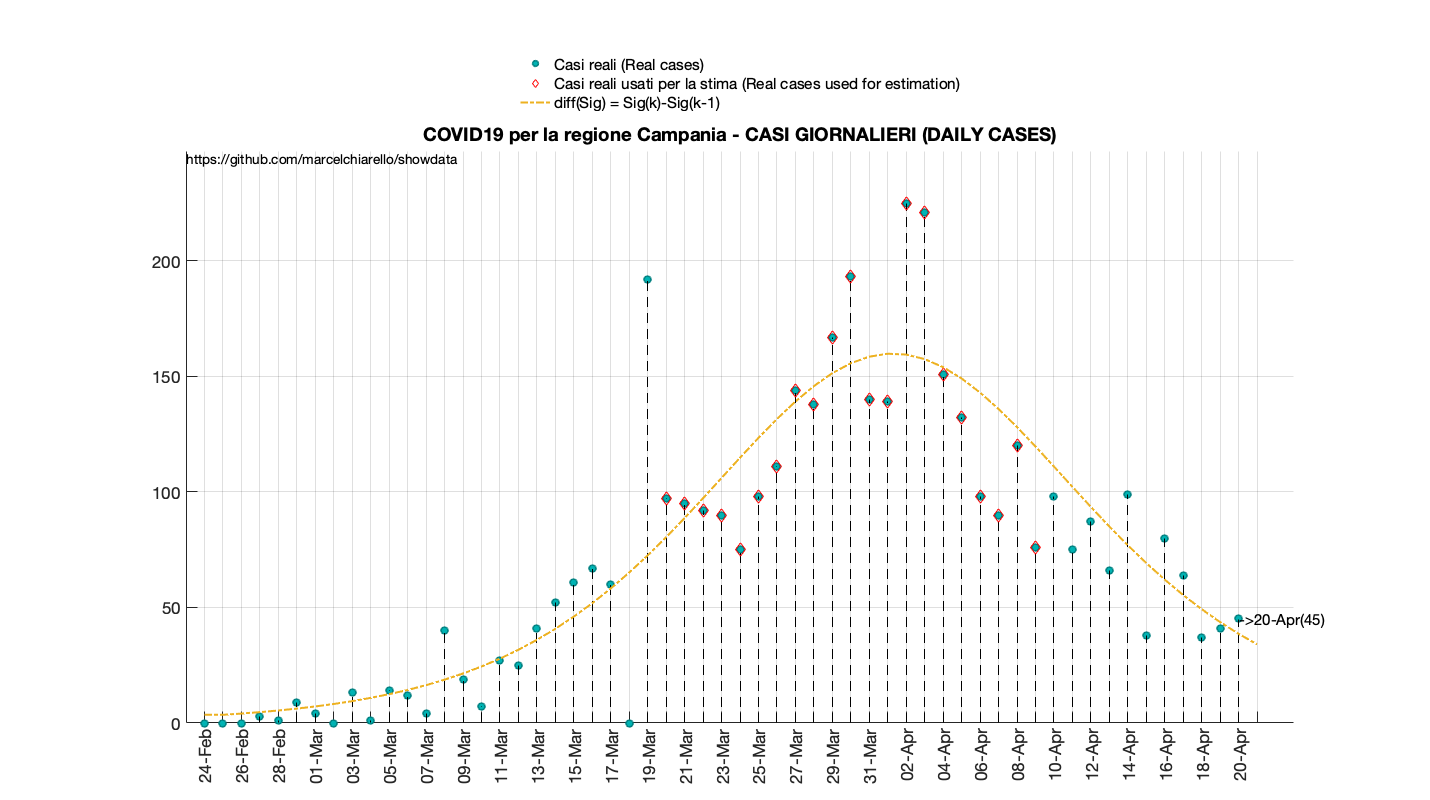 Casi reali (Real cases)
Casi reali usati per la stima (Real cases used for estimation)
diff(Sig) = Sig(k)-Sig(k-1)
COVID19 per la regione Campania - CASI GIORNALIERI (DAILY CASES)
https://github.com/marcelchiarello/showdata
200
150
100
50
0
>20-Apr(45)
24-Feb
26-Feb
28-Feb
01-Mar
03-Mar
05-Mar
07-Mar
09-Mar
11-Mar
13-Mar
15-Mar
17-Mar
19-Mar
21-Mar
23-Mar
25-Mar
27-Mar
29-Mar
31-Mar
02-Apr
04-Apr
06-Apr
08-Apr
10-Apr
12-Apr
14-Apr
16-Apr
18-Apr
20-Apr